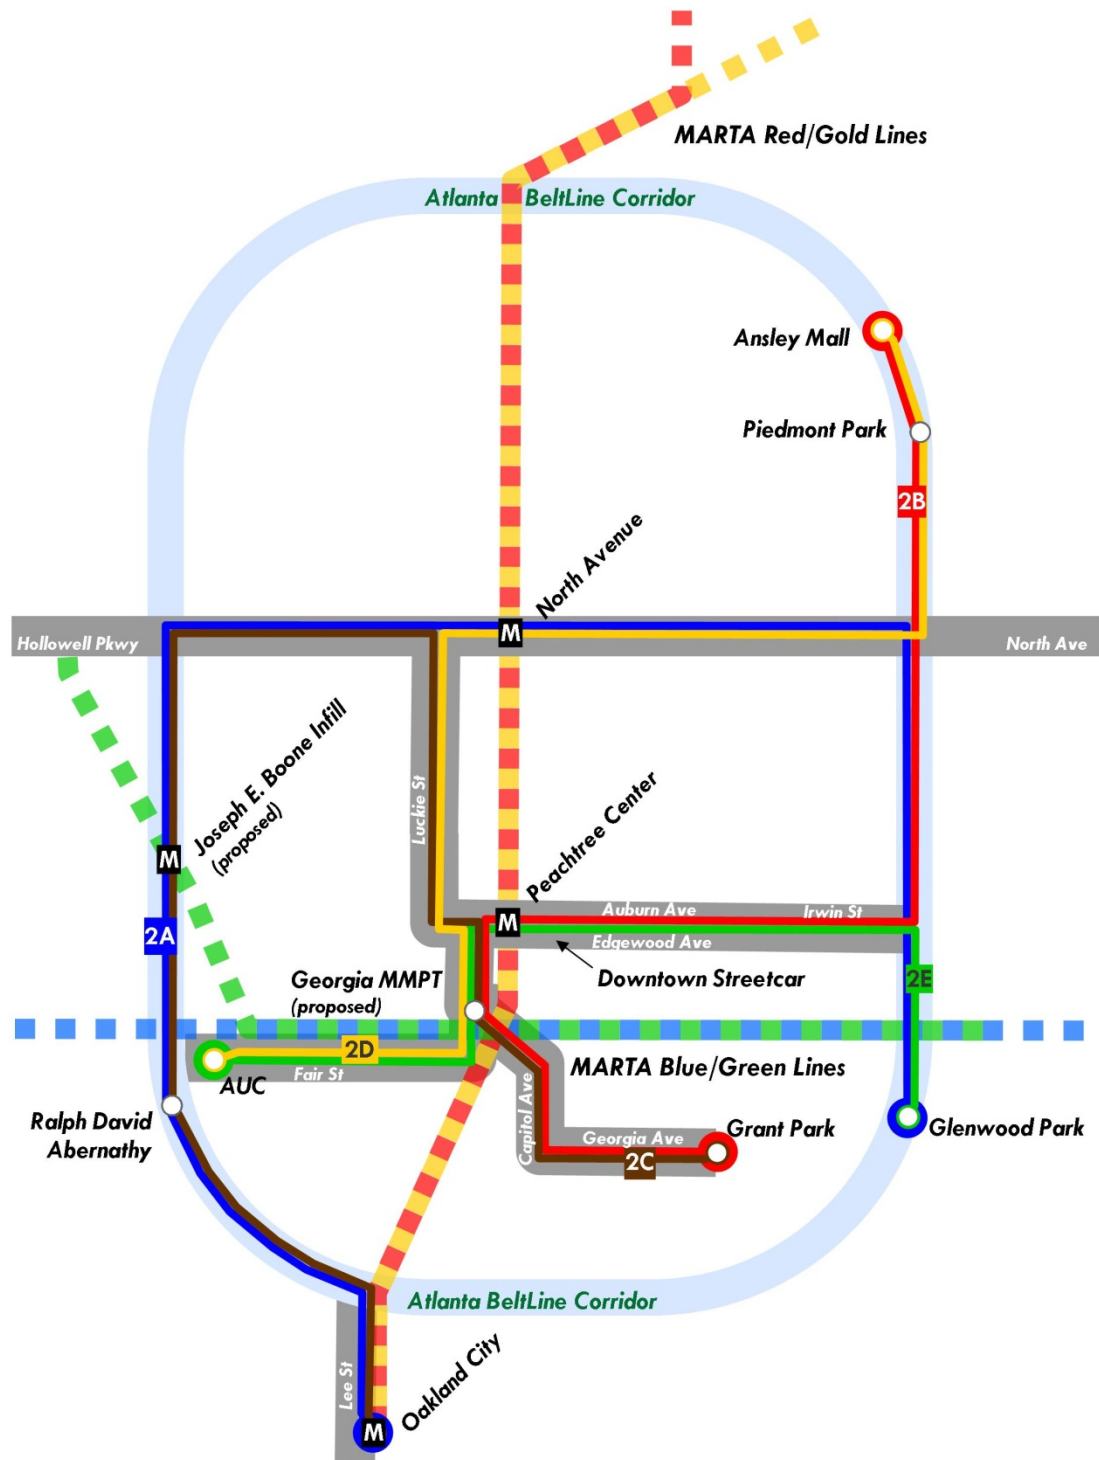 MARTA Red/Gold Lines
Atlanta BeltLine Corridor
Ansley Mall
Piedmont Park
2B
North Avenue
M
Hollowell Pkwy
North Ave
Joseph E. Boone Infill
(proposed)
Luckie St
Peachtree Center
M
M
Auburn Ave
Irwin St
2A
Edgewood Ave
Georgia MMPT
(proposed)
Downtown Streetcar
2E
2D
Fair St
AUC
MARTA Blue/Green Lines
Ralph David
Abernathy
Capitol Ave
Georgia Ave
Grant Park
Glenwood Park
2C
Atlanta BeltLine Corridor
Lee St
Oakland City
M